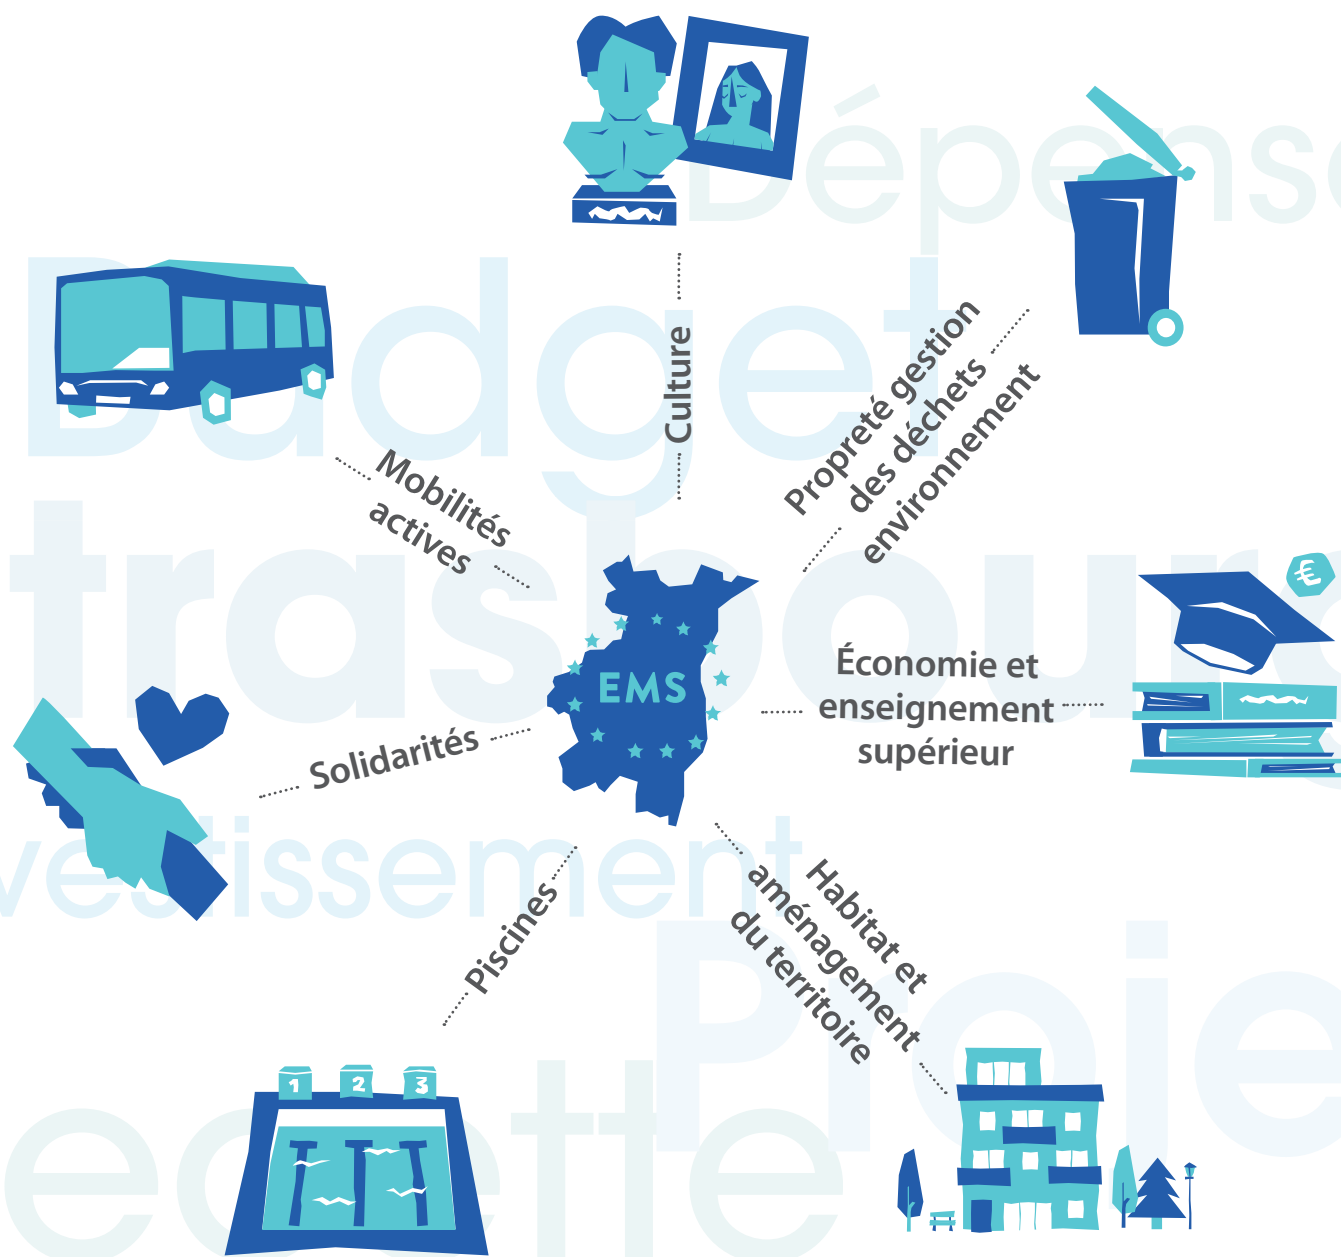 Dépens
Budget
trasbourg
vestissement
Proje
ecette
Culture
Propreté gestion
des déchets
environnement
Mobilités
actives
€
EMS
Économie et
enseignement
supérieur
Solidarités
Piscines
Habitat et
aménagement
du territoire
1 2 3